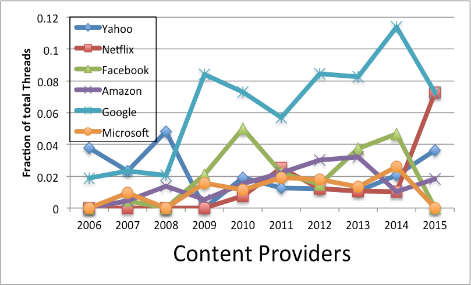 0.12
0.1
0.08
0.06
0.04
0.02
0
Fraction of total Threads
Yahoo
Netflix
Facebook
Amazon
Google
Microsoft
2006 2007 2008 2009 2010 2011 2012 2013 2014 2015
Content Providers